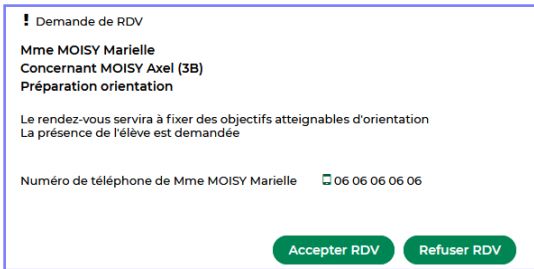 ! Demande de RDV
Mme MOISY Marielle
Concernant MOISY Axel (3B)
Préparation orientation
Le rendez-vous servira à fixer des objectifs atteignables d'orientation
La présence de l'élève est demandée
Numéro de téléphone de Mme MOISY Marielle 06 06 06 06 06
Accepter RDV Refuser RDV